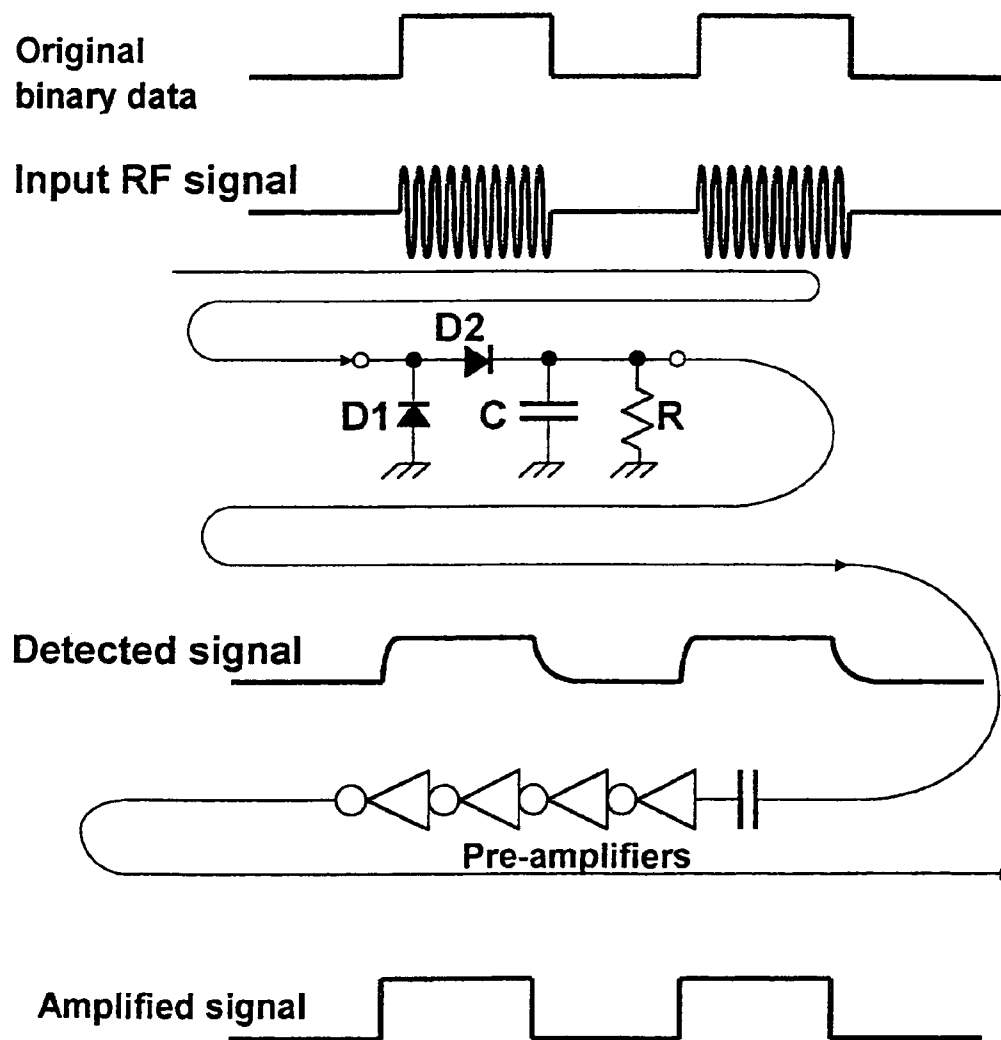 Original
binary data
Input RF signal
D2
D1
C
R
Detected signal
Pre-amplifiers
Amplified signal